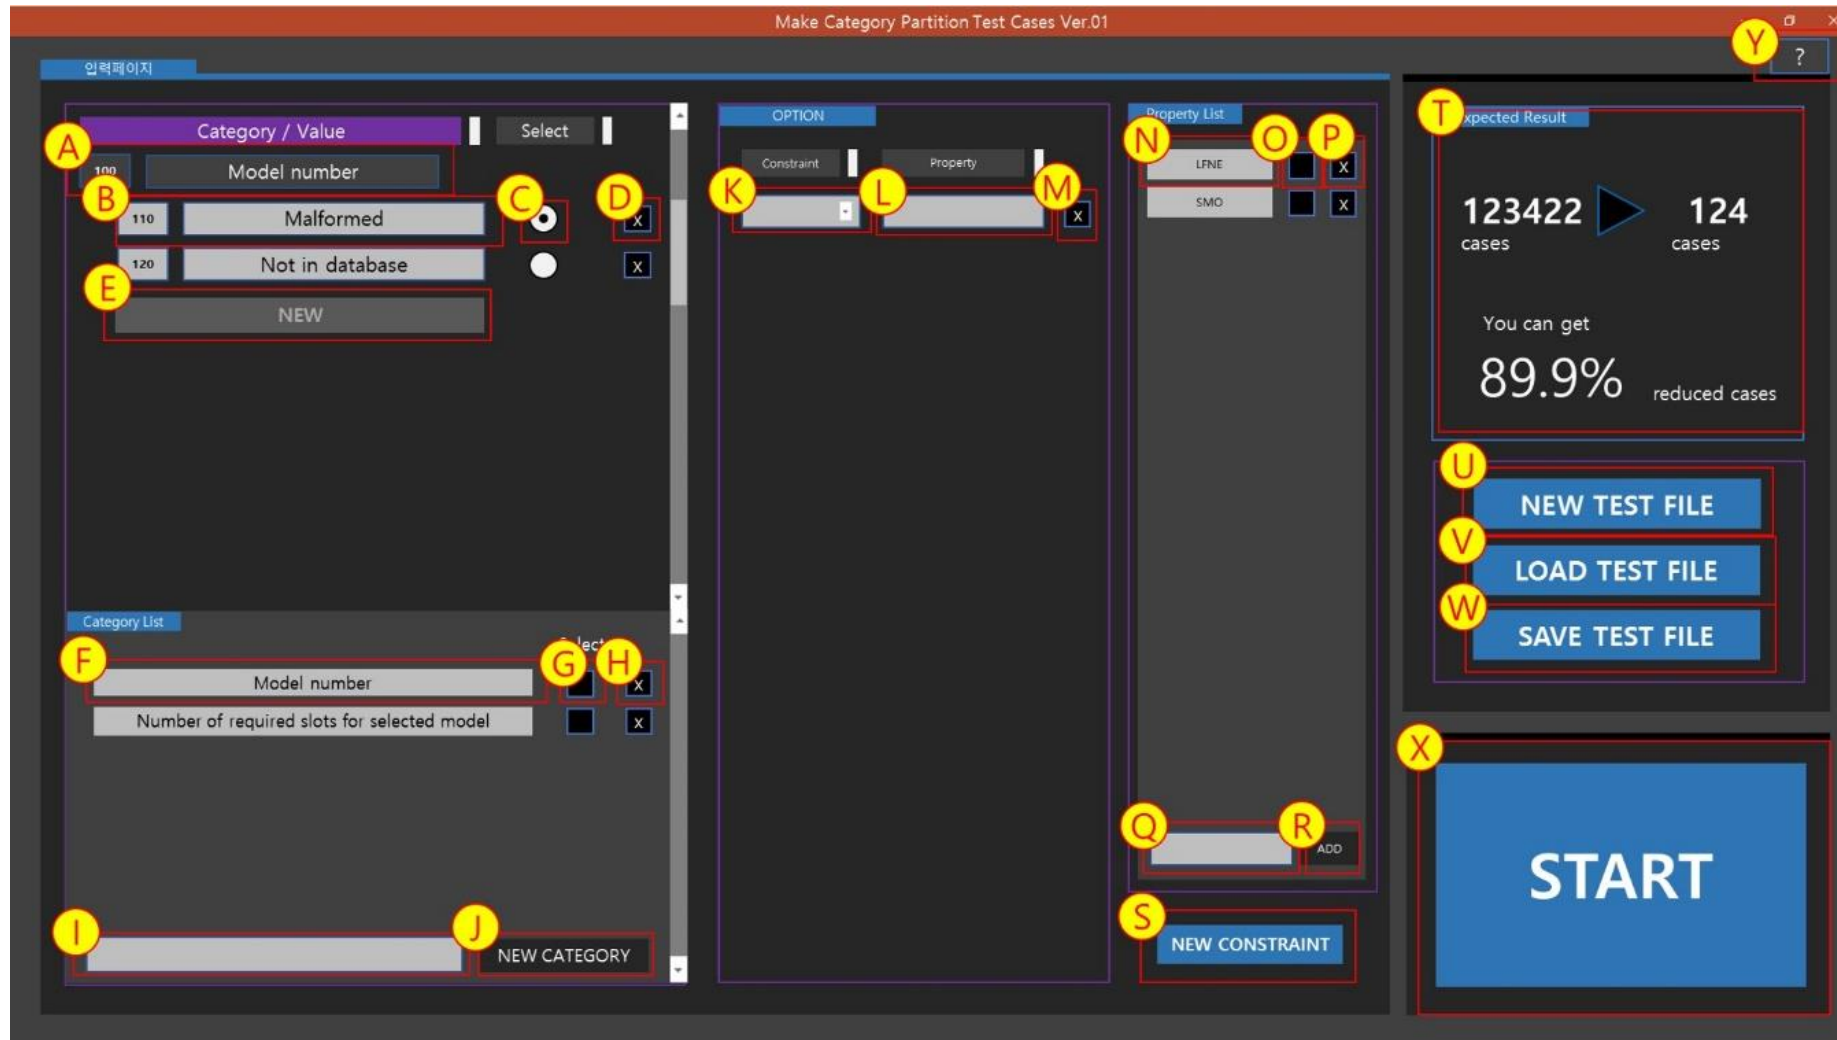 Make Category Partition Test Cases Ver.01
Y
?
입력페이지
Category / Value
Select
A
100
Model number
B
110
Malformed
C
D
X
120
Not in database
X
E
NEW
Category List
F
Model number
G
H
X
Number of required slots for selected model
X
I
J
NEW CATEGORY
OPTION
Constraint
Property
K
L
M
X
Property List
N
LFNE
O
P
X
SMO
X
Q
R
ADD
S
NEW CONSTRAINT
T
xpected Result
123422
124
cases
cases
You can get
89.9%
reduced cases
U
NEW TEST FILE
V
LOAD TEST FILE
W
SAVE TEST FILE
X
START